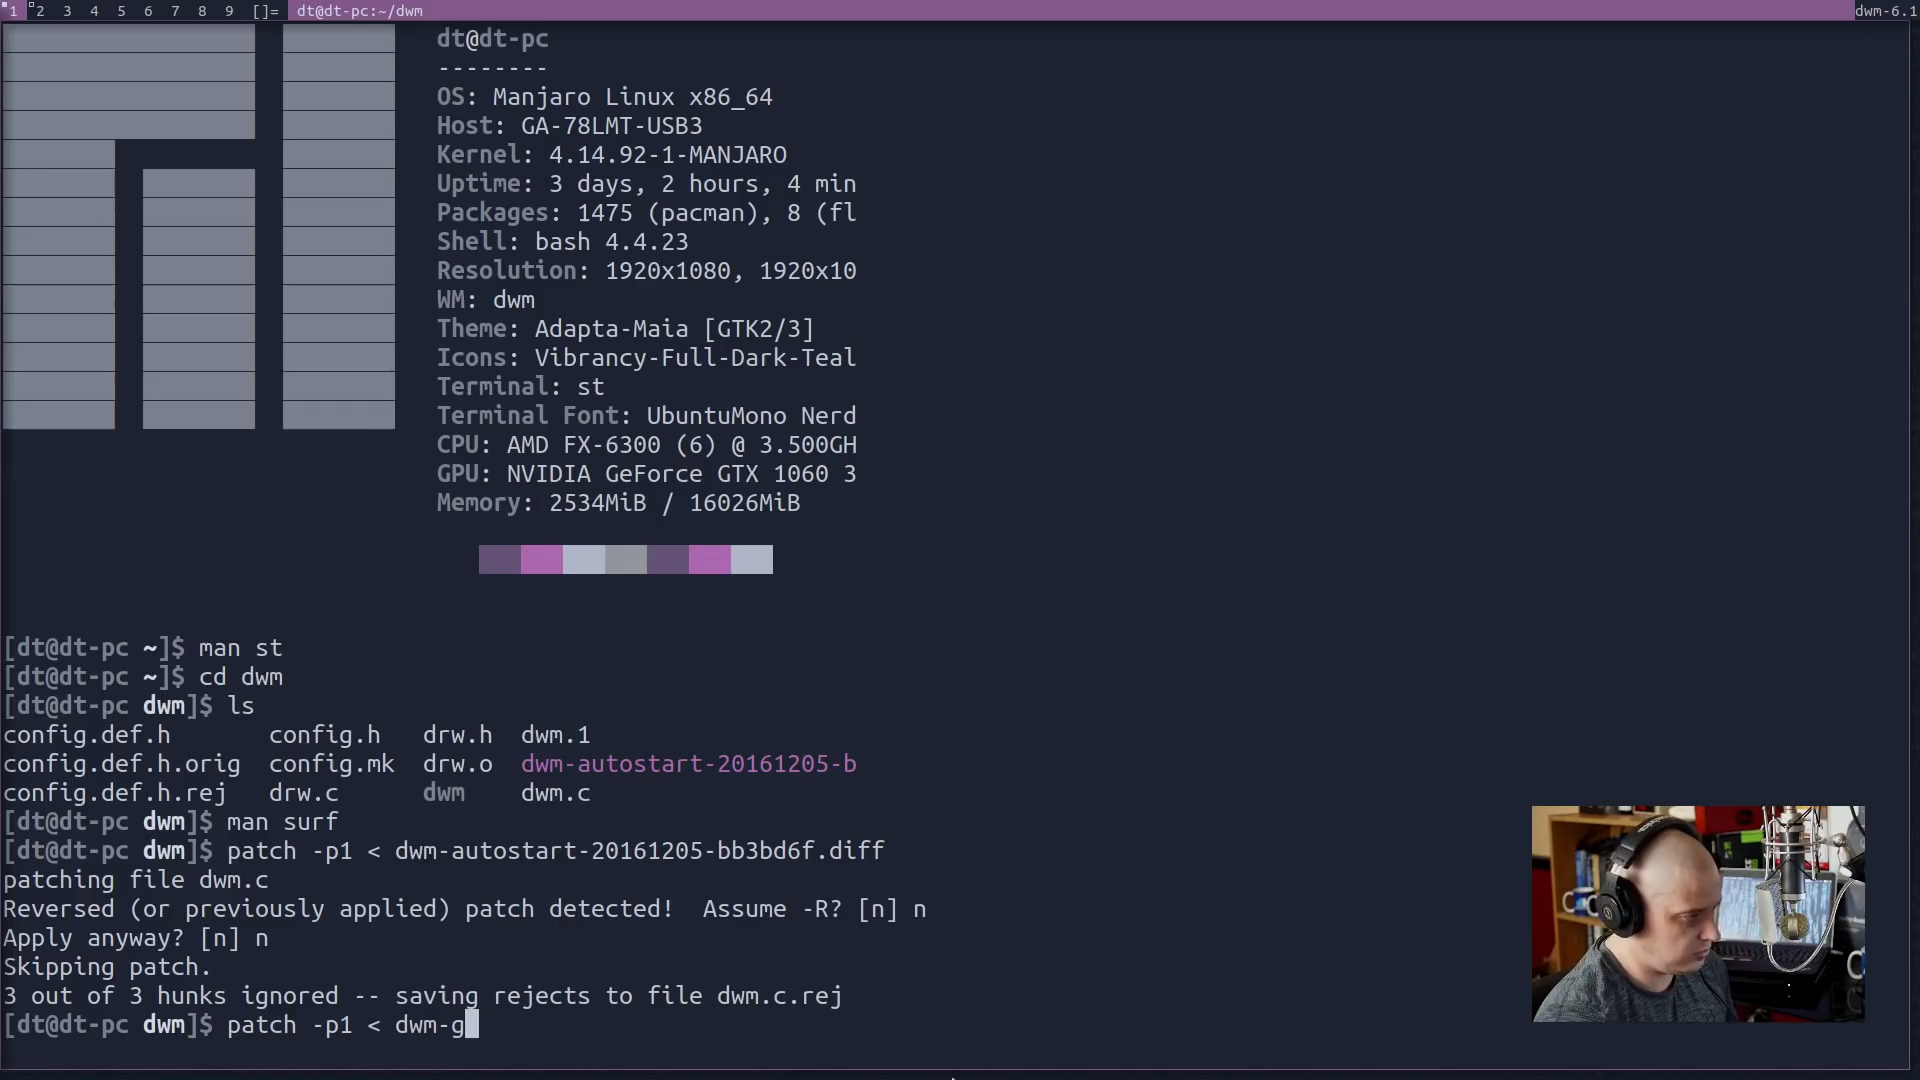 1 2 3 4 5 6 7 8 9 []= dt@dt-pc:~/dwm dwm-6.1
dt@dt-pc
--------
OS: Manjaro Linux x86_64
Host: GA-78LMT-USB3
Kernel: 4.14.92-1-MANJARO
Uptime: 3 days, 2 hours, 4 min
Packages: 1475 (pacman), 8 (fl
Shell: bash 4.4.23
Resolution: 1920x1080, 1920x10
WM: dwm
Theme: Adapta-Maia [GTK2/3]
Icons: Vibrancy-Full-Dark-Teal
Terminal: st
Terminal Font: UbuntuMono Nerd
CPU: AMD FX-6300 (6) @ 3.500GH
GPU: NVIDIA GeForce GTX 1060 3
Memory: 2534MiB / 16026MiB
[dt@dt-pc ~]$ man st
[dt@dt-pc ~]$ cd dwm
[dt@dt-pc dwm]$ ls
config.def.h config.h drw.h dwm.1
config.def.h.orig config.mk drw.o dwm-autostart-20161205-b
config.def.h.rej drw.c dwm dwm.c
[dt@dt-pc dwm]$ man surf
[dt@dt-pc dwm]$ patch -p1 < dwm-autostart-20161205-bb3bd6f.diff
patching file dwm.c
Reversed (or previously applied) patch detected!  Assume -R? [n] n
Apply anyway? [n] n
Skipping patch.
3 out of 3 hunks ignored -- saving rejects to file dwm.c.rej
[dt@dt-pc dwm]$ patch -p1 < dwm-g